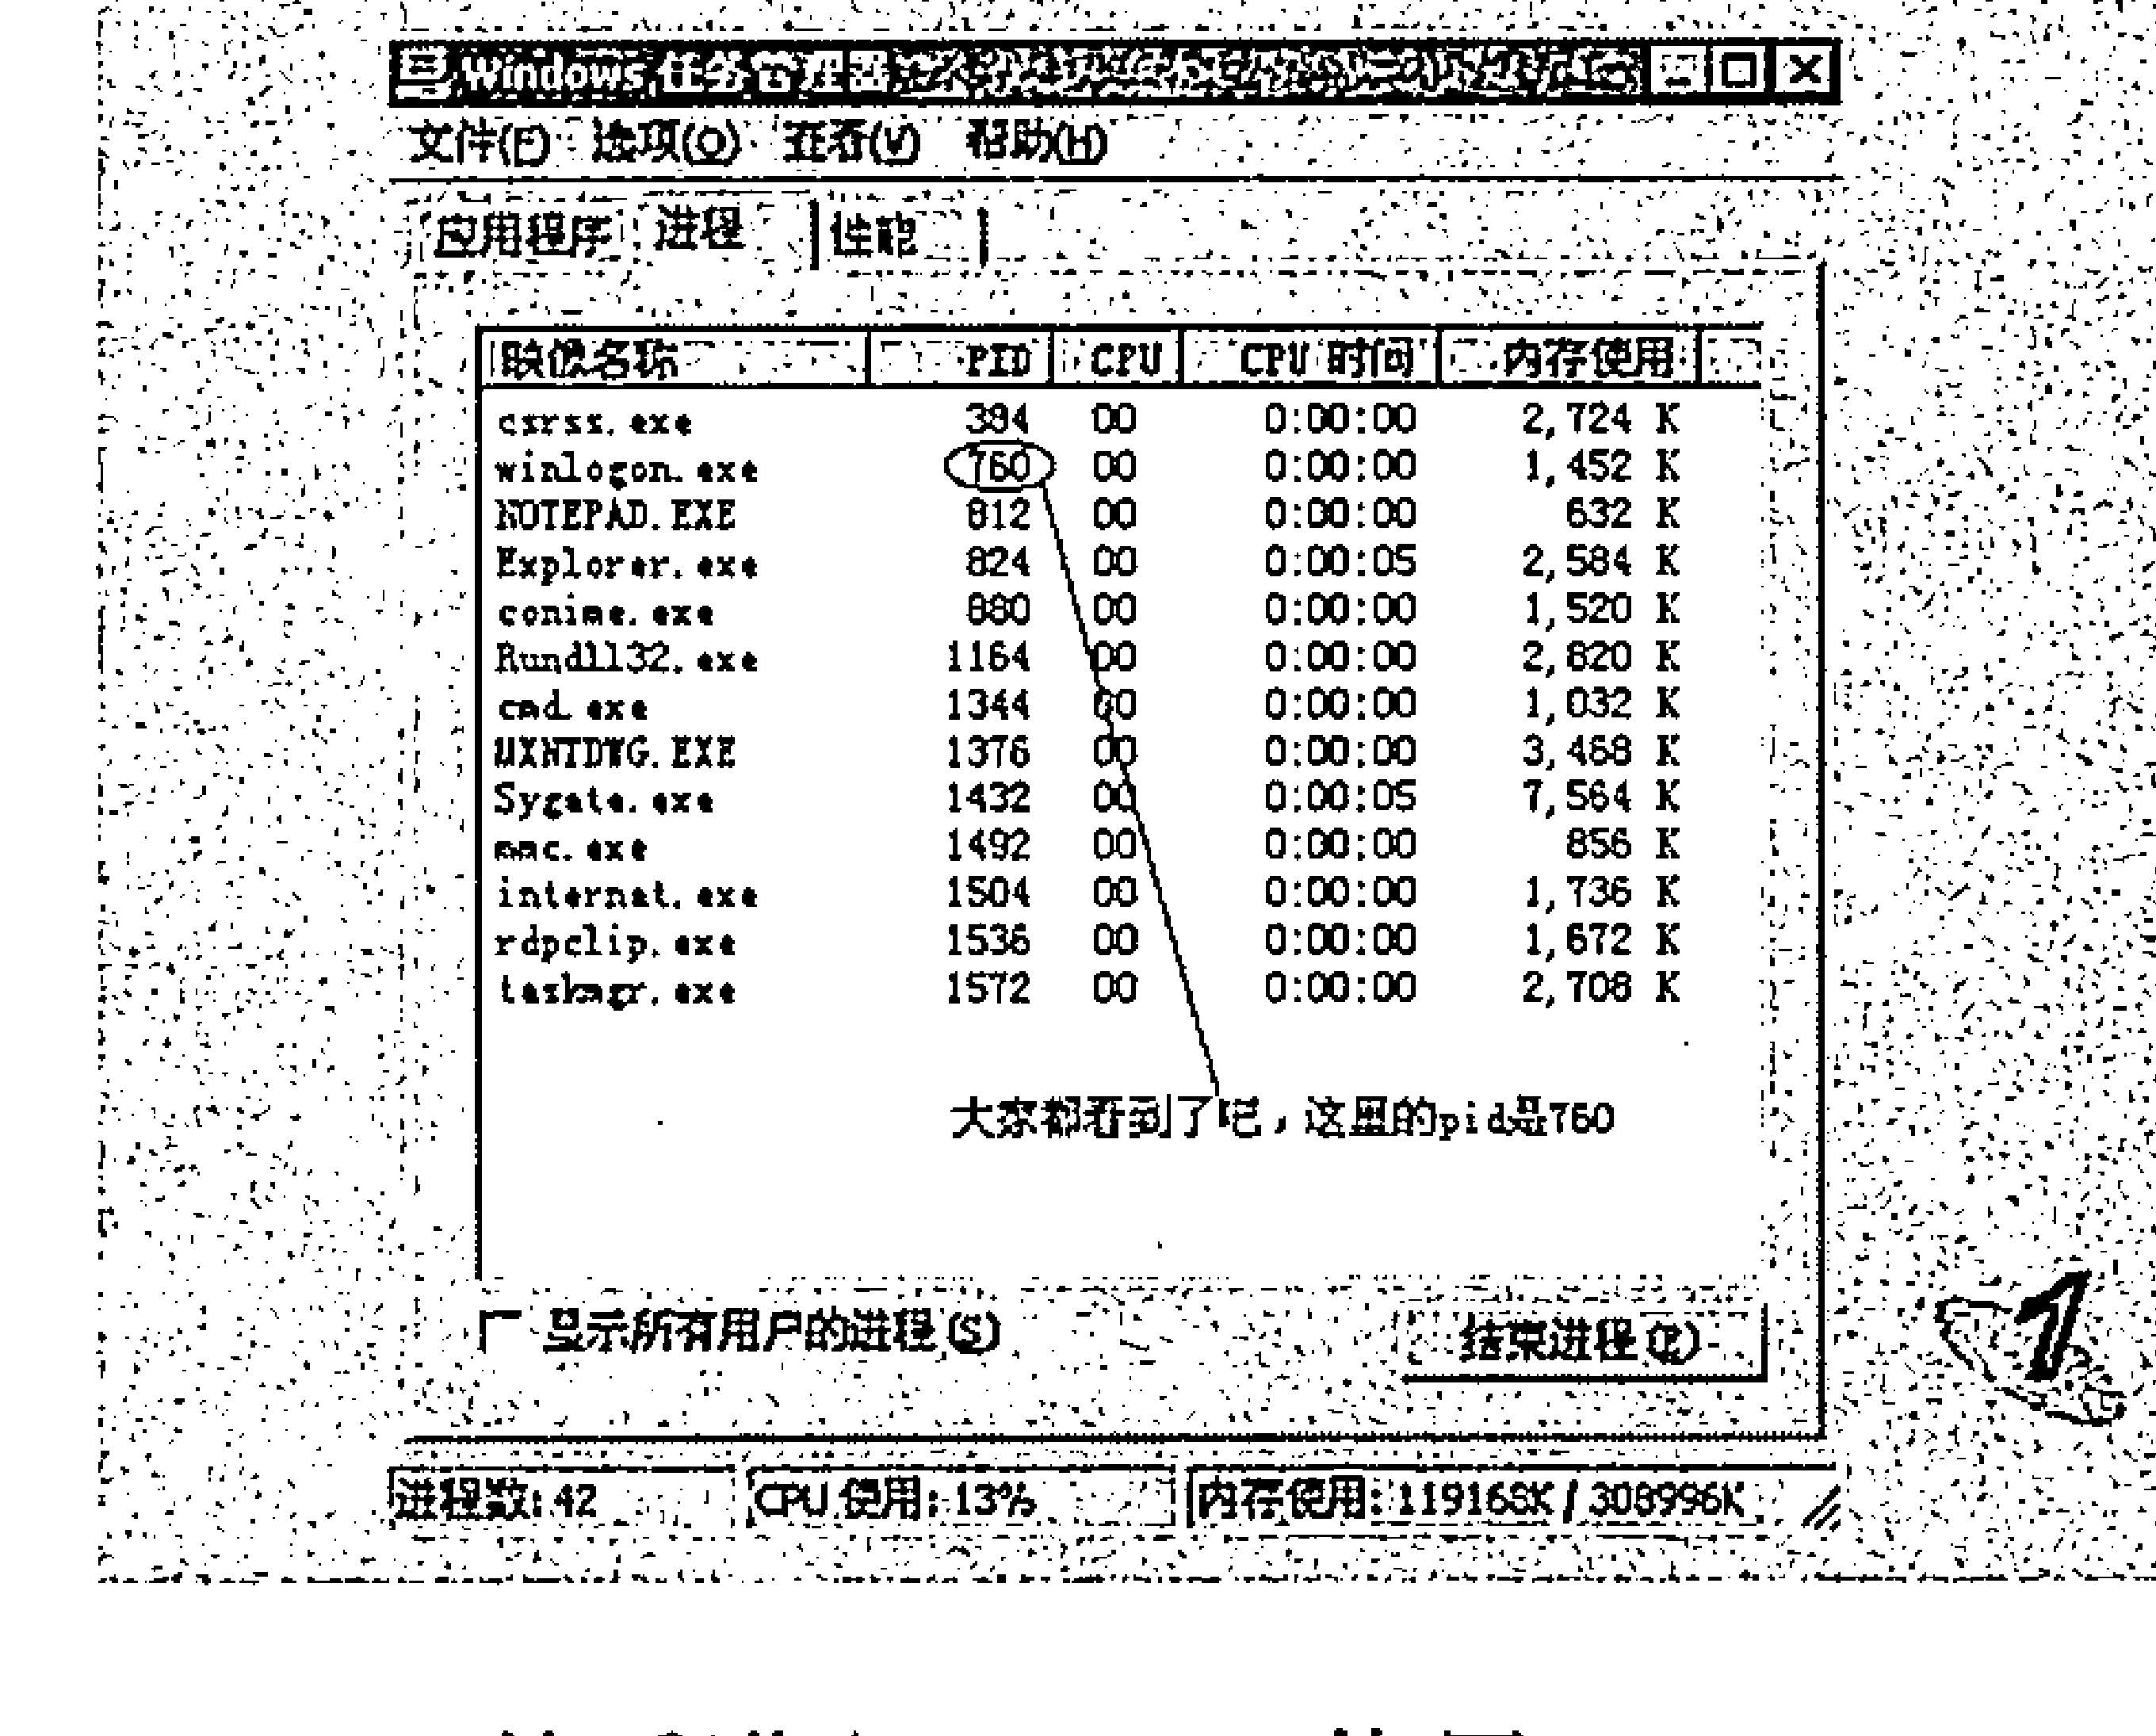 Windows 任务管理器
文件(F) 选项(O) 查看(V) 帮助(H)
应用程序 进程 性能
映像名称 PID CPU CPU 时间 内存使用
csrss.exe 384 00 0:00:00 2,724 K
winlogon.exe 760 00 0:00:00 1,452 K
NOTEPAD.EXE 812 00 0:00:00 632 K
Explorer.exe 824 00 0:00:05 2,584 K
conime.exe 880 00 0:00:00 1,520 K
Rundll32.exe 1164 00 0:00:00 2,820 K
cmd.exe 1344 00 0:00:00 1,032 K
1376 00 0:00:00 3,468 K
Sygate.exe 1432 00 0:00:05 7,564 K
mmc.exe 1492 00 0:00:00 856 K
internat.exe 1504 00 0:00:00 1,736 K
rdpclip.exe 1536 00 0:00:00 1,672 K
taskmgr.exe 1572 00 0:00:00 2,708 K
大家都看到了吧，这里的pid是760
显示所有用户的进程(S) 结束进程(E)
1
进程数: 42 CPU 使用: 13% 内存使用: 119168K / 308996K